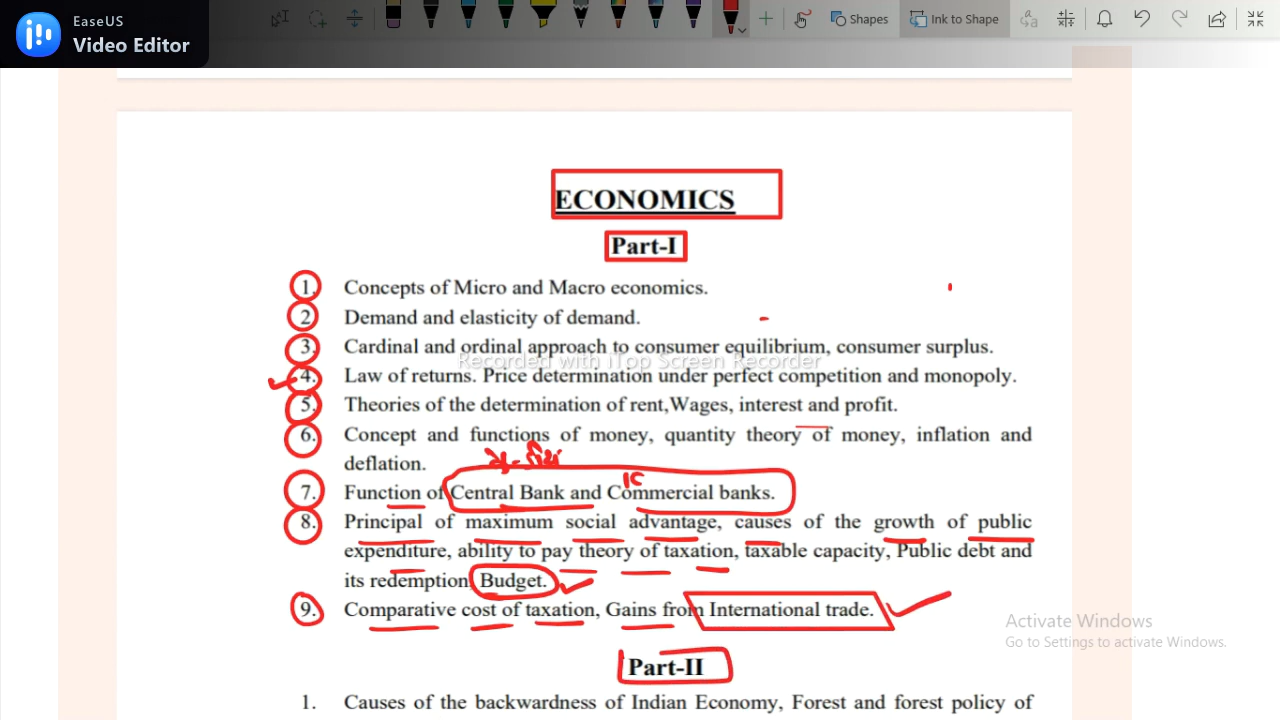 EaseUS
Video Editor
Shapes
Ink to Shape
ECONOMICS
Part-I
1. Concepts of Micro and Macro economics.
2 Demand and elasticity of demand.
3. Cardinal and ordinal approach to consumer equilibrium, consumer surplus.
Recorded with iTop Screen Recorder
4. Law of returns. Price determination under perfect competition and monopoly.
5. Theories of the determination of rent,Wages, interest and profit.
6. Concept and functions of money, quantity theory of money, inflation and
deflation.
7. Function of Central Bank and Commercial banks.
8. Principal of maximum social advantage, causes of the growth of public
expenditure, ability to pay theory of taxation, taxable capacity, Public debt and
its redemption, Budget.
9. Comparative cost of taxation, Gains from International trade.
Activate Windows
Go to Settings to activate Windows.
Part-II
1. Causes of the backwardness of Indian Economy, Forest and forest policy of